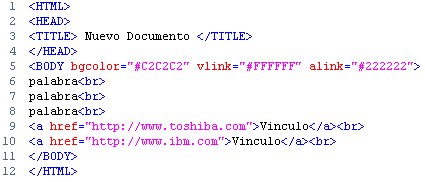 1 <HTML>
2 <HEAD>
3 <TITLE> Nuevo Documento </TITLE>
4 </HEAD>
5 <BODY bgcolor="#C2C2C2" vlink="#FFFFFF" alink="#222222">
6 palabra<br>
7 palabra<br>
8 palabra<br>
9 <a href="http://www.toshiba.com">Vinculo</a><br>
10 <a href="http://www.ibm.com">Vinculo</a><br>
11 </BODY>
12 </HTML>